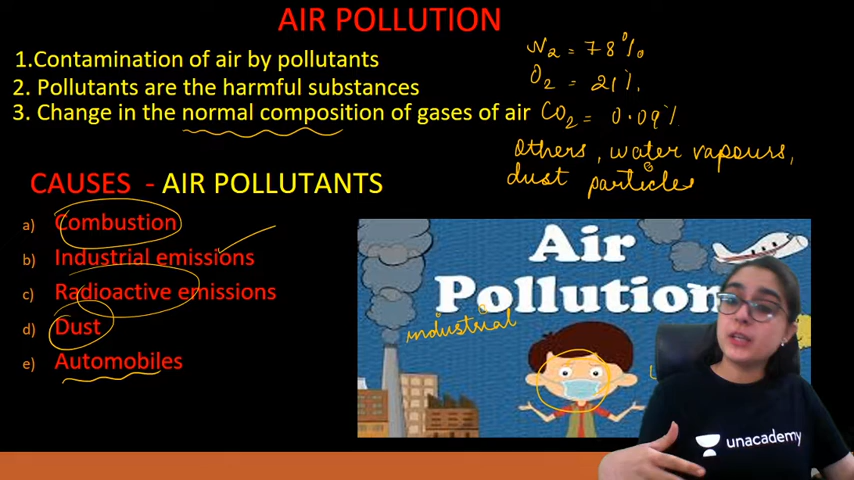 AIR POLLUTION
1.Contamination of air by pollutants
2. Pollutants are the harmful substances
3. Change in the normal composition of gases of air
N2 = 78%
O2 = 21%
CO2 = 0.09%
Others, water vapours,
dust particles
CAUSES - AIR POLLUTANTS
a) Combustion
b) Industrial emissions
c) Radioactive emissions
d) Dust
e) Automobiles
Air
Pollution
industrial
unacademy